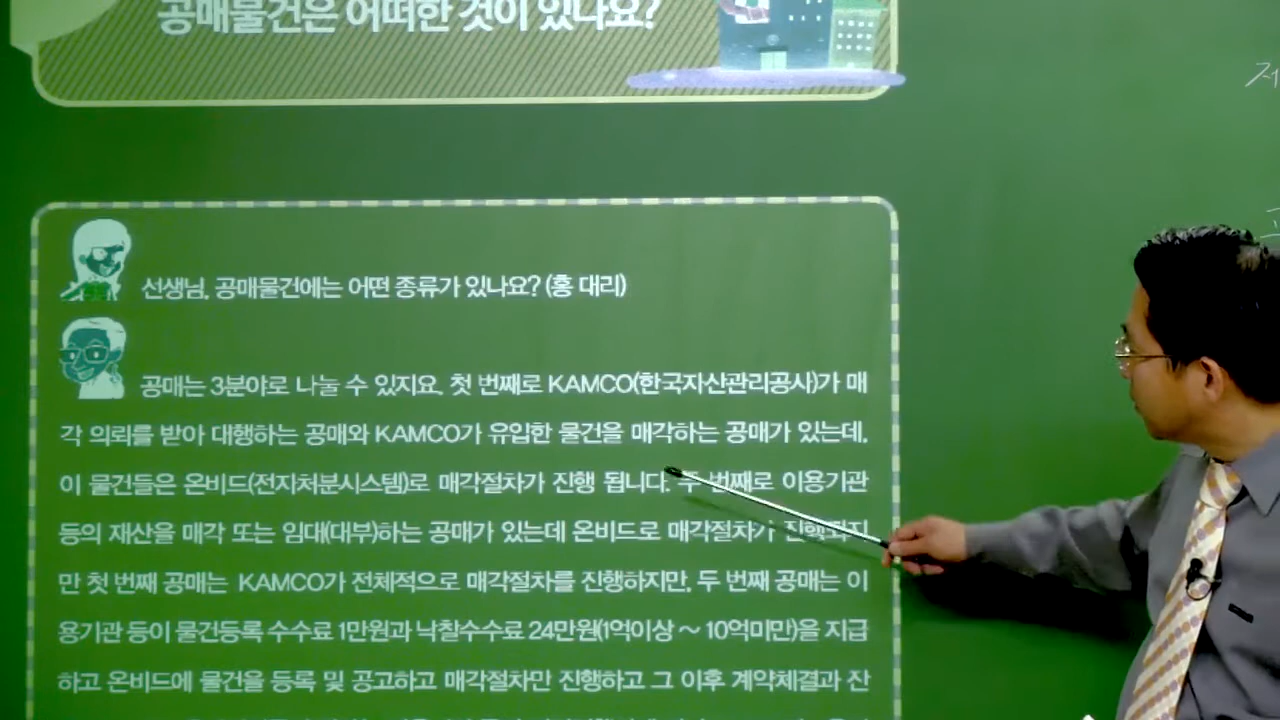 공매물건은 어떠한 것이 있나요?
선생님, 공매물건에는 어떤 종류가 있나요? (홍 대리)
공매는 3분야로 나눌 수 있지요. 첫 번째로 KAMCO(한국자산관리공사)가 매
각 의뢰를 받아 대행하는 공매와 KAMCO가 유입한 물건을 매각하는 공매가 있는데,
이 물건들은 온비드(전자처분시스템)로 매각절차가 진행 됩니다. 두 번째로 이용기관
등의 재산을 매각 또는 임대(대부)하는 공매가 있는데 온비드로 매각절차가 진행하지
만 첫 번째 공매는 KAMCO가 전체적으로 매각절차를 진행하지만, 두 번째 공매는 이
용기관 등이 물건등록 수수료 1만원과 낙찰수수료 24만원(1억이상 ~ 10억미만)을 지급
하고 온비드에 물건을 등록 및 공고하고 매각절차만 진행하고 그 이후 계약체결과 잔